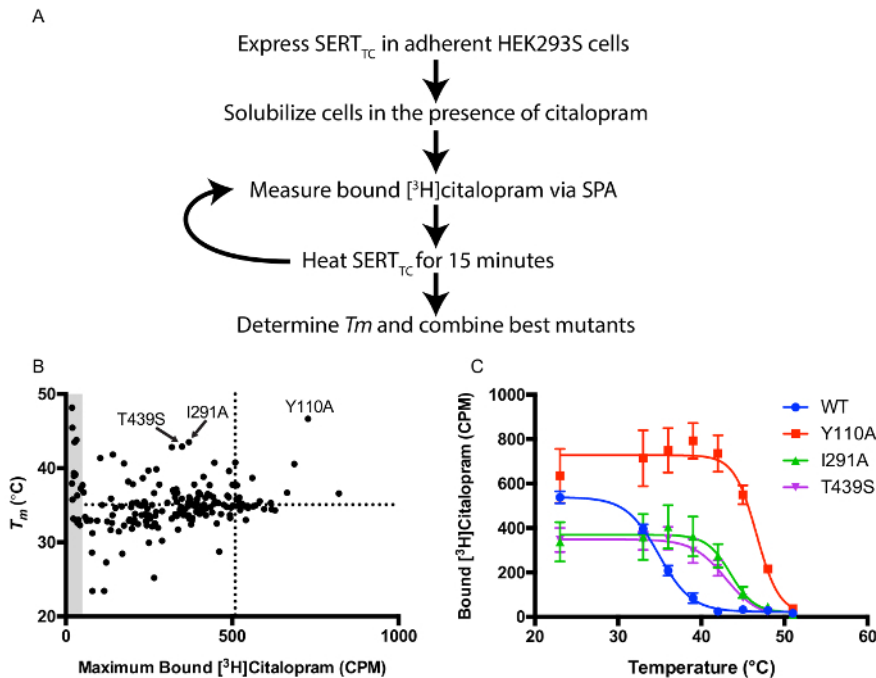 A
Express SERTTC in adherent HEK293S cells
Solubilize cells in the presence of citalopram
Measure bound [3H]citalopram via SPA
Heat SERTTC for 15 minutes
Determine Tm and combine best mutants
B
50
40
30
20
Tm (°C)
T439S
I291A
Y110A
0
500
1000
Maximum Bound [3H]Citalopram (CPM)
C
1000
800
600
400
200
0
Bound [3H]Citalopram (CPM)
WT
Y110A
I291A
T439S
20
30
40
50
60
Temperature (°C)